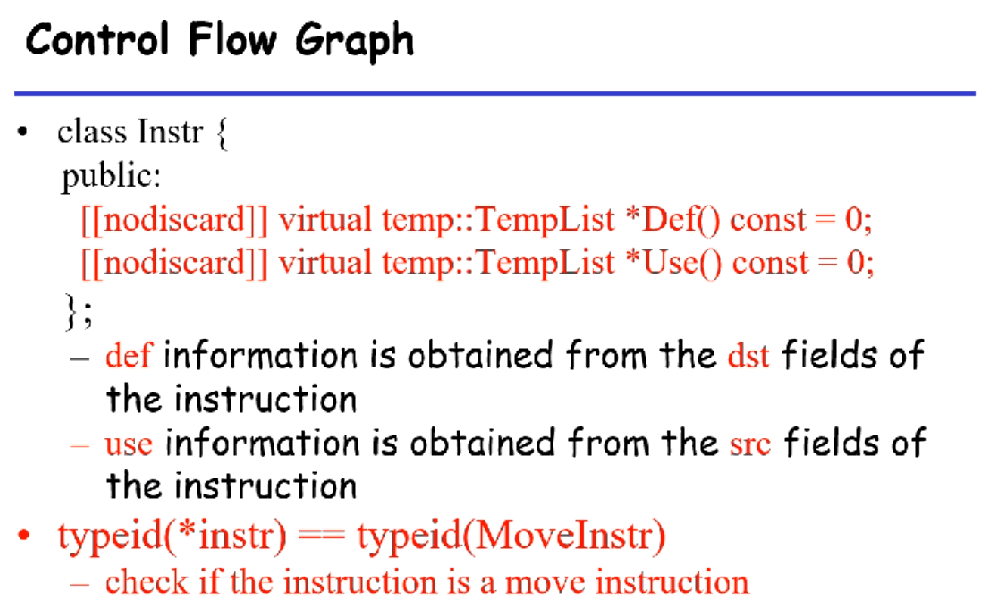 Control Flow Graph
• class Instr {
public:
[[nodiscard]] virtual temp::TempList *Def() const = 0;
[[nodiscard]] virtual temp::TempList *Use() const = 0;
};
– def information is obtained from the dst fields of
the instruction
– use information is obtained from the src fields of
the instruction
• typeid(*instr) == typeid(MoveInstr)
– check if the instruction is a move instruction